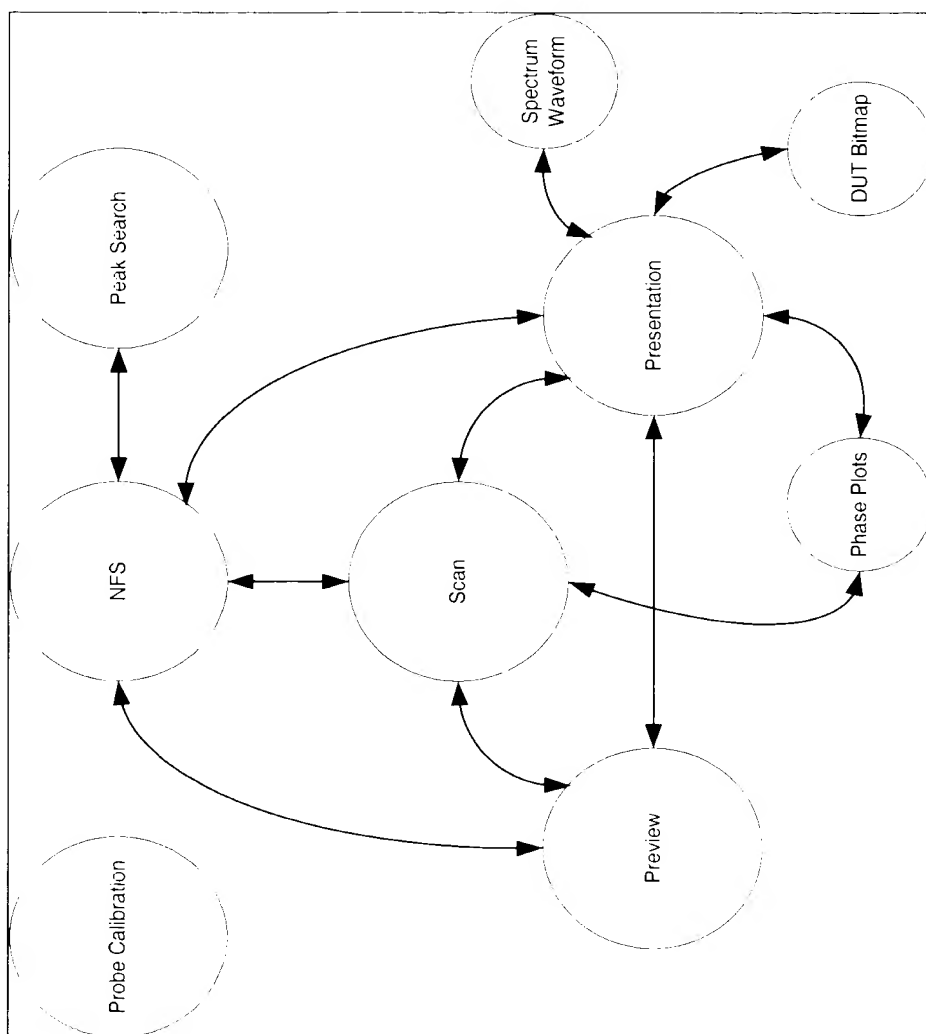 Probe Calibration
NFS
Peak Search
Scan
Preview
Presentation
Spectrum
Waveform
Phase Plots
DUT Bitmap